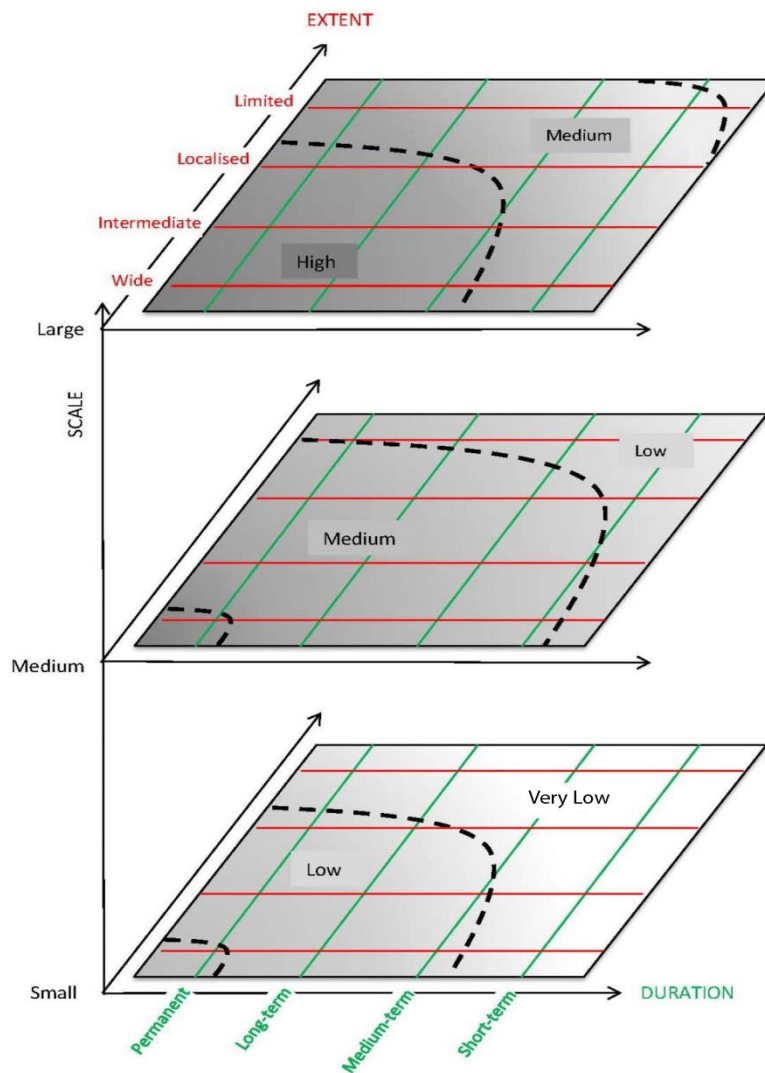 EXTENT
Limited
Medium
Localised
Intermediate
High
Wide
Large
SCALE
Low
Medium
Medium
Very Low
Low
Small
Permanent
Long-term
Medium-term
Short-term
DURATION